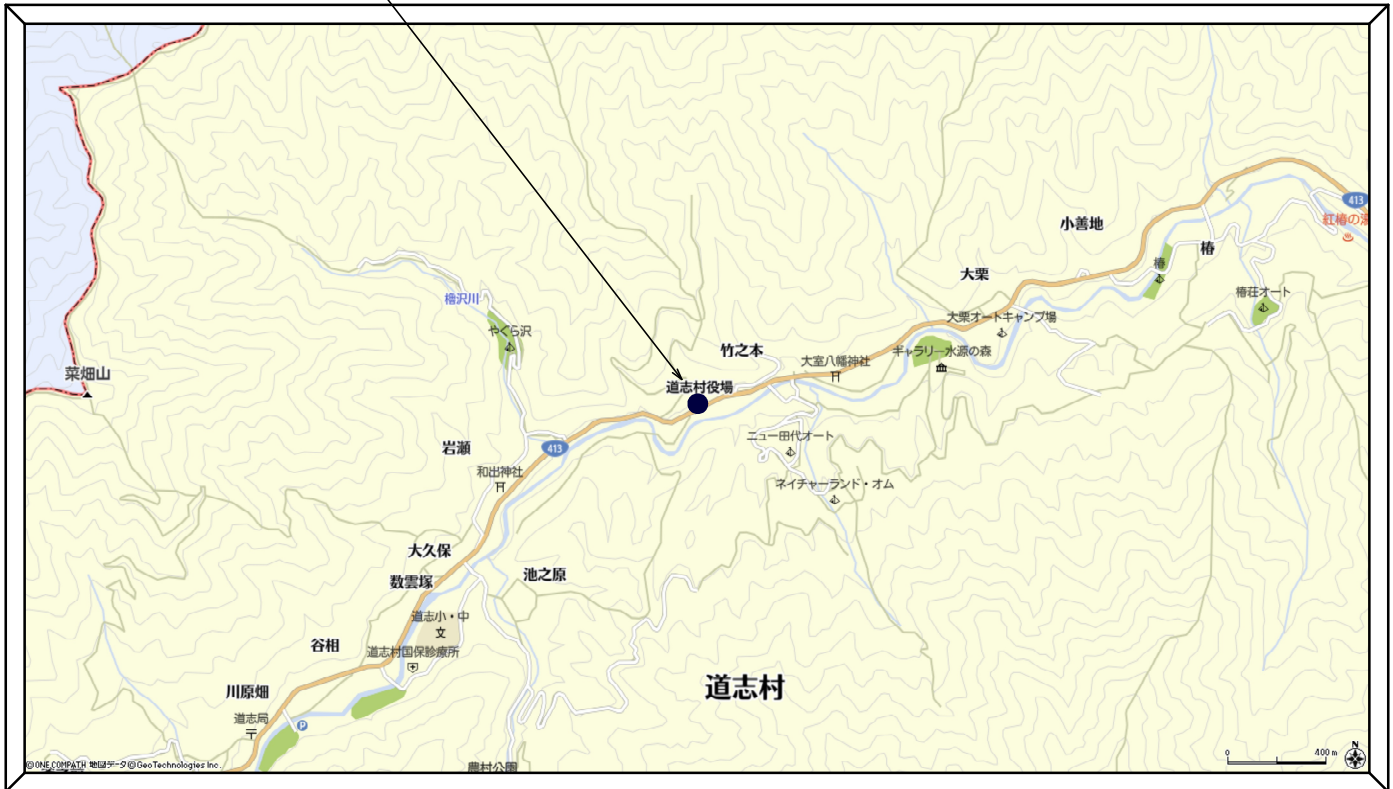 413
紅椿の湯
小善地
椿
椿
大栗
椿荘オート
櫓沢川
大栗オートキャンプ場
やぐら沢
竹之本
ギャラリー水源の森
大室八幡神社
菜畑山
道志村役場
ニュー田代オート
岩瀬
413
和出神社
ネイチャーランド・オム
大久保
池之原
数雲塚
道志小・中
文
谷相
道志村国保診療所
道志村
川原畑
道志局
P
農村公園
0 400m
N
©ONE COMPATH 地図データ©GeoTechnologies Inc.